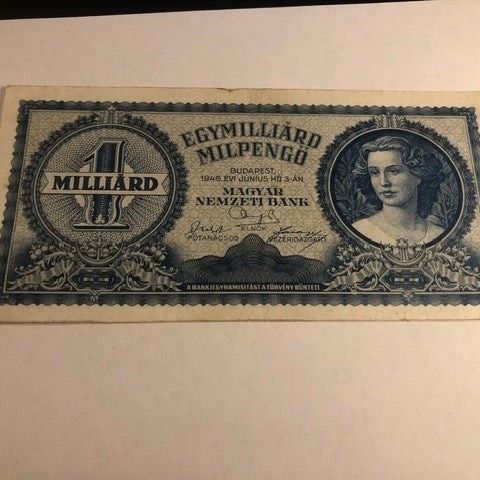 1
MILLIÁRD
EGYMILLIÁRD
MILPENGŐ
BUDAPEST,
1946. ÉVI JÚNIUS HÓ 3-ÁN
MAGYAR
NEMZETI BANK
ELNÖK
FŐTANÁCSOS VEZÉRIGAZGATÓ
A BANKJEGYHAMISÍTÁST A TÖRVÉNY BÜNTETI